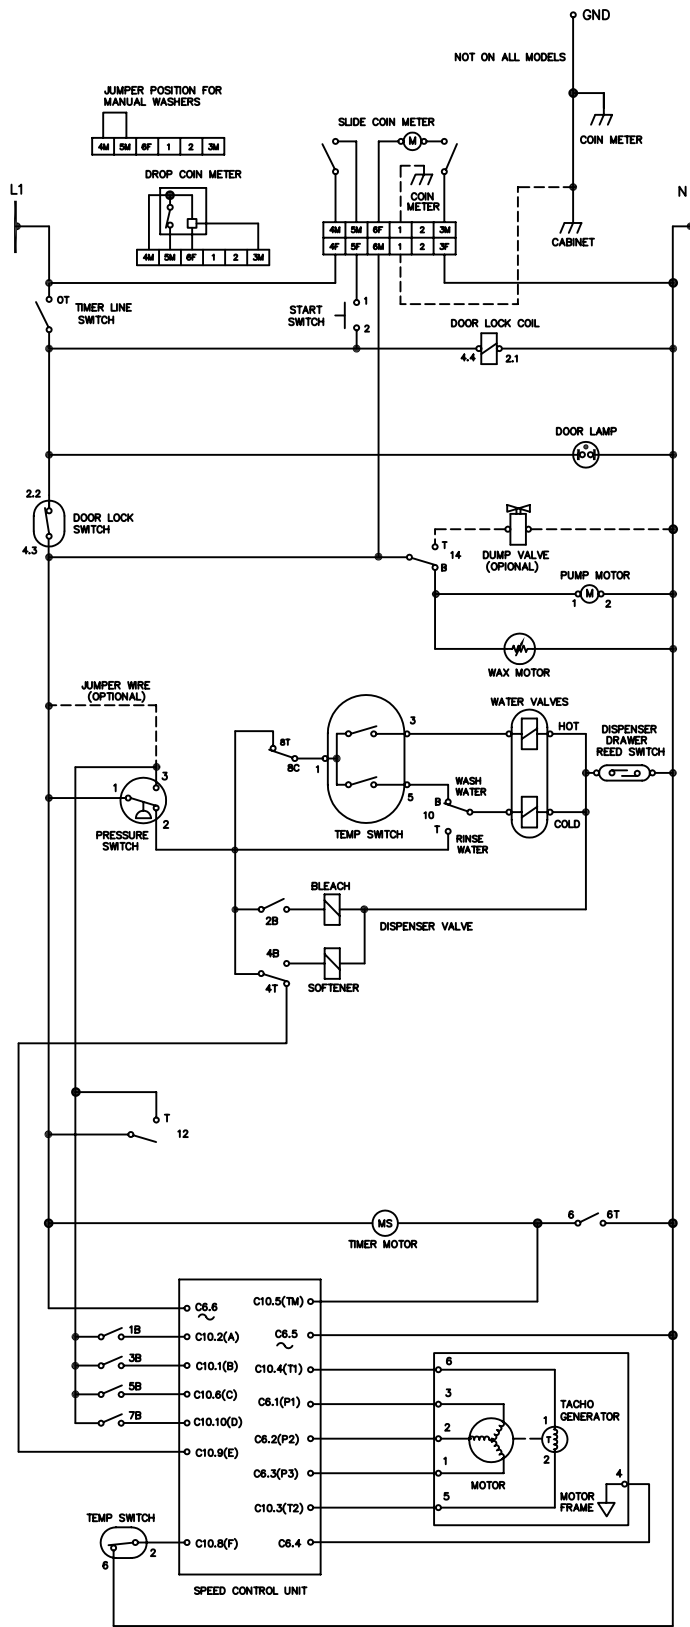 GND
NOT ON ALL MODELS
JUMPER POSITION FOR
MANUAL WASHERS
4M 5M 6F 1 2 3M
SLIDE COIN METER
M
COIN METER
DROP COIN METER
L1
N
COIN
METER
4M 5M 6F 1 2 3M
4F 5F 6M 1 2 3F
CABINET
4M 5M 6F 1 2 3M
OT
TIMER LINE
SWITCH
START
SWITCH
1
2
DOOR LOCK COIL
4.4 2.1
DOOR LAMP
2.2
DOOR LOCK
SWITCH
4.3
T
14
B
DUMP VALVE
(OPIONAL)
PUMP MOTOR
1 M 2
WAX MOTOR
JUMPER WIRE
(OPTIONAL)
WATER VALVES
3
HOT
DISPENSER
DRAWER
REED SWITCH
8T
8C
1
3
1
5
WASH
WATER
B
10
T
RINSE
WATER
COLD
2
PRESSURE
SWITCH
TEMP SWITCH
BLEACH
2B
DISPENSER VALVE
4B
4T
SOFTENER
T
12
MS
TIMER MOTOR
6 6T
C6.6
C10.5(TM)
1B
C10.2(A)
C6.5
3B
C10.1(B)
C10.4(T1)
6
5B
C10.6(C)
C6.1(P1)
3
TACHO
GENERATOR
7B
C10.10(D)
C6.2(P2)
2
1
T
2
C10.9(E)
C6.3(P3)
1
MOTOR
4
MOTOR
FRAME
C10.3(T2)
5
TEMP SWITCH
2
6
C10.8(F)
C6.4
SPEED CONTROL UNIT